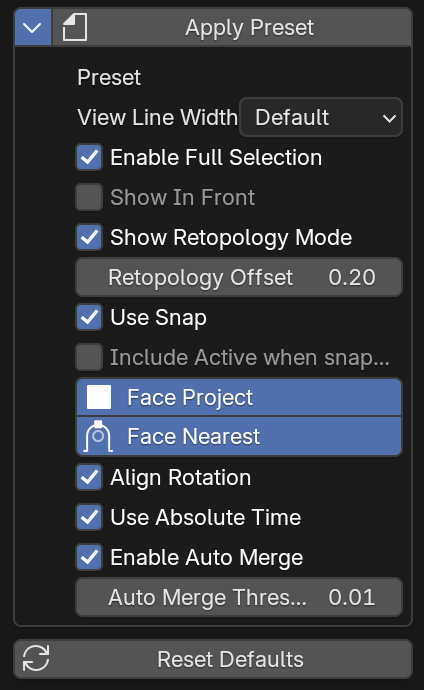 Apply Preset
Preset
View Line Width Default
Enable Full Selection
Show In Front
Show Retopology Mode
Retopology Offset 0.20
Use Snap
Include Active when snap...
Face Project
Face Nearest
Align Rotation
Use Absolute Time
Enable Auto Merge
Auto Merge Thres... 0.01
Reset Defaults